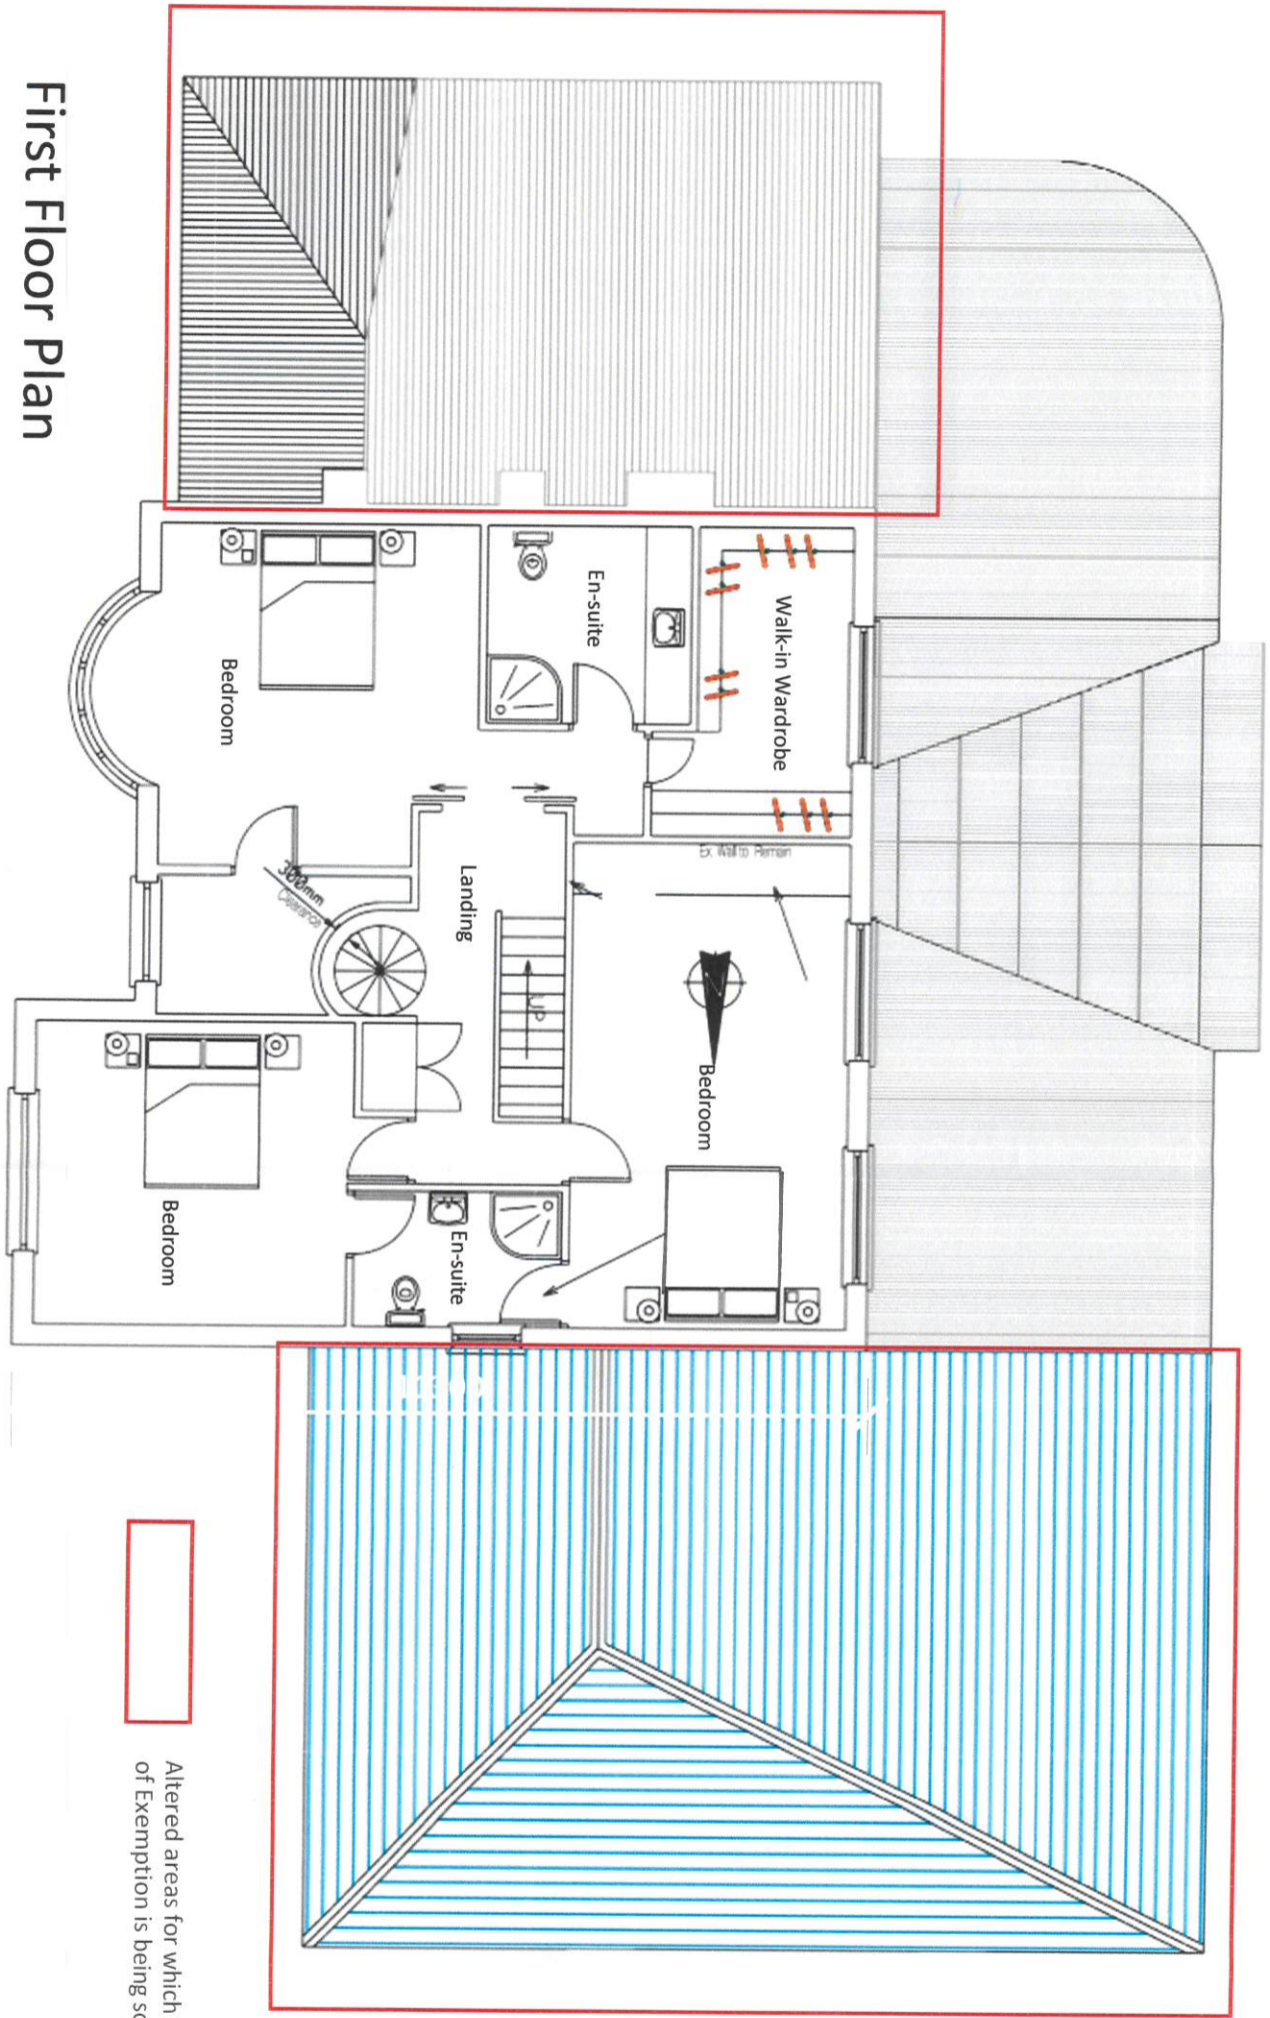 First Floor Plan
En-suite
Walk-in Wardrobe
Bedroom
Ex Wall to Remain
300mm
Clearance
Landing
UP
N
Bedroom
Bedroom
En-suite
Altered areas for which
of Exemption is being